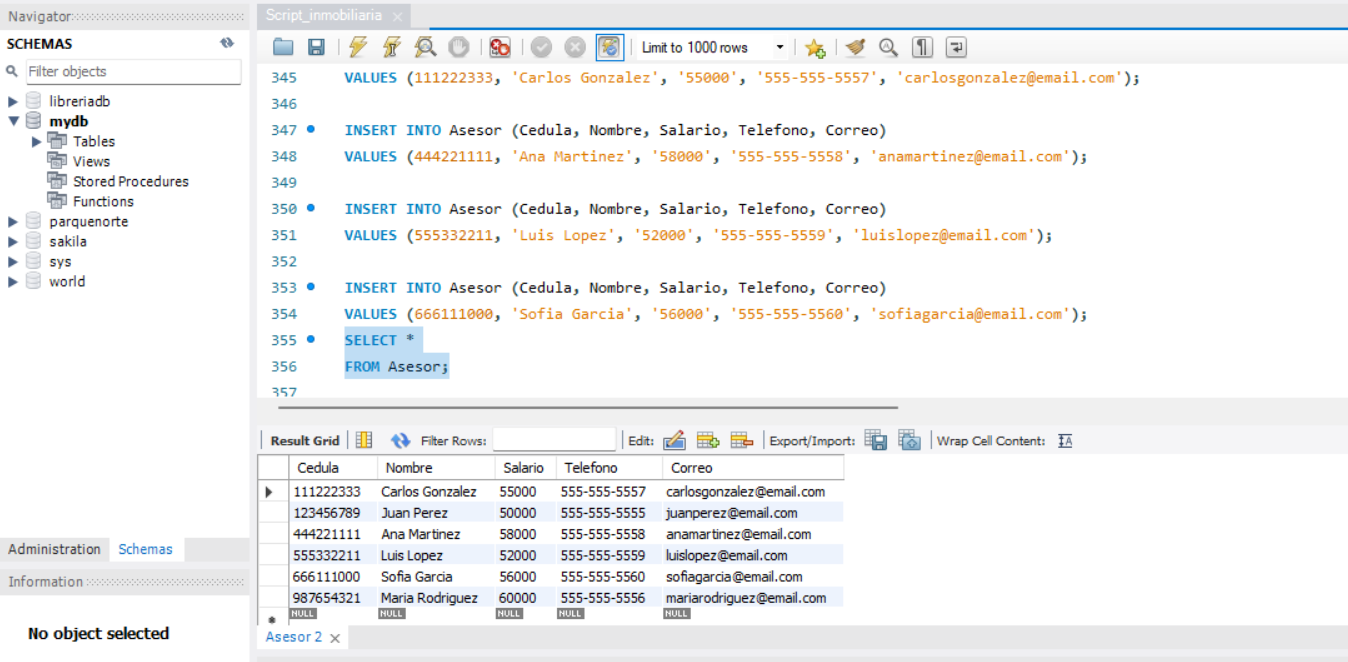 Navigator
SCHEMAS
Filter objects
libreriadb
mydb
Tables
Views
Stored Procedures
Functions
parquenorte
sakila
sys
world
Administration Schemas
Information
No object selected
Script_inmobiliaria
Limit to 1000 rows
345 VALUES (111222333, 'Carlos Gonzalez', '55000', '555-555-5557', 'carlosgonzalez@email.com');
346
347 INSERT INTO Asesor (Cedula, Nombre, Salario, Telefono, Correo)
348 VALUES (444221111, 'Ana Martinez', '58000', '555-555-5558', 'anamartinez@email.com');
349
350 INSERT INTO Asesor (Cedula, Nombre, Salario, Telefono, Correo)
351 VALUES (555332211, 'Luis Lopez', '52000', '555-555-5559', 'luislopez@email.com');
352
353 INSERT INTO Asesor (Cedula, Nombre, Salario, Telefono, Correo)
354 VALUES (666111000, 'Sofia Garcia', '56000', '555-555-5560', 'sofiagarcia@email.com');
355 SELECT *
356 FROM Asesor;
357
Result Grid Filter Rows: Edit: Export/Import: Wrap Cell Content:
Cedula Nombre Salario Telefono Correo
111222333 Carlos Gonzalez 55000 555-555-5557 carlosgonzalez@email.com
123456789 Juan Perez 50000 555-555-5555 juanperez@email.com
444221111 Ana Martinez 58000 555-555-5558 anamartinez@email.com
555332211 Luis Lopez 52000 555-555-5559 luislopez@email.com
666111000 Sofia Garcia 56000 555-555-5560 sofiagarcia@email.com
987654321 Maria Rodriguez 60000 555-555-5556 mariarodriguez@email.com
NULL NULL NULL NULL NULL
Asesor 2